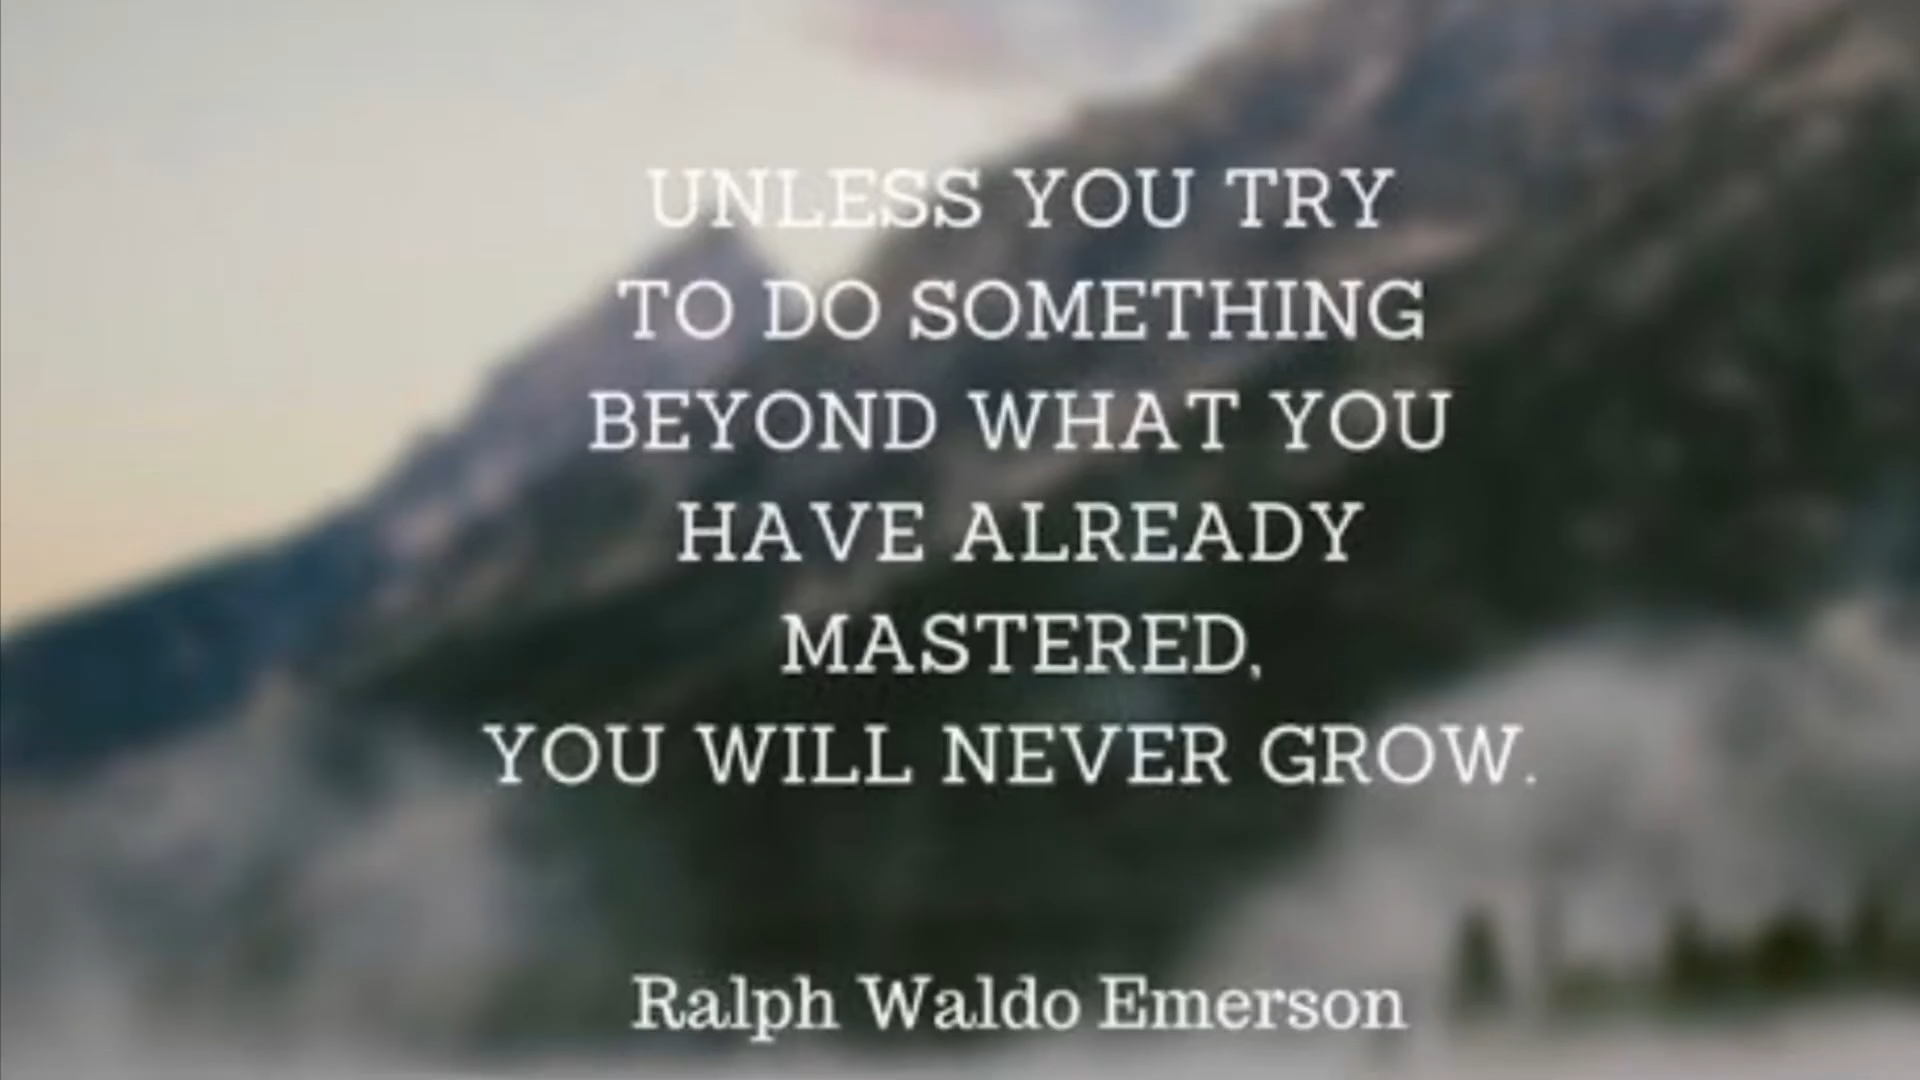 UNLESS YOU TRY
TO DO SOMETHING
BEYOND WHAT YOU
HAVE ALREADY
MASTERED,
YOU WILL NEVER GROW.
Ralph Waldo Emerson